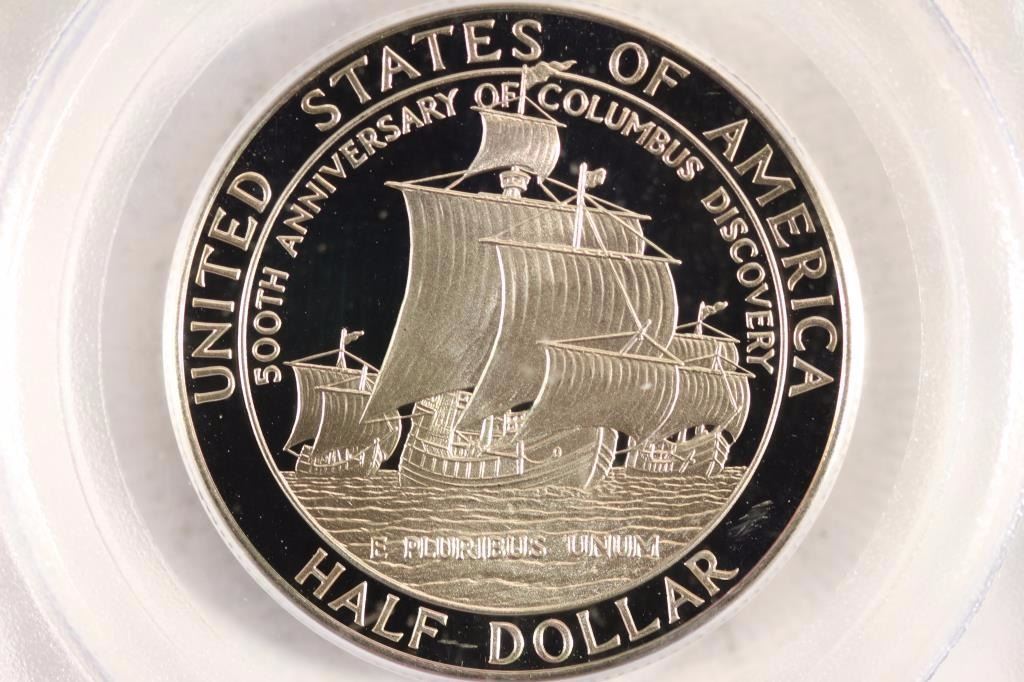 UNITED STATES OF AMERICA
500TH ANNIVERSARY OF COLUMBUS DISCOVERY
E PLURIBUS UNUM
HALF DOLLAR